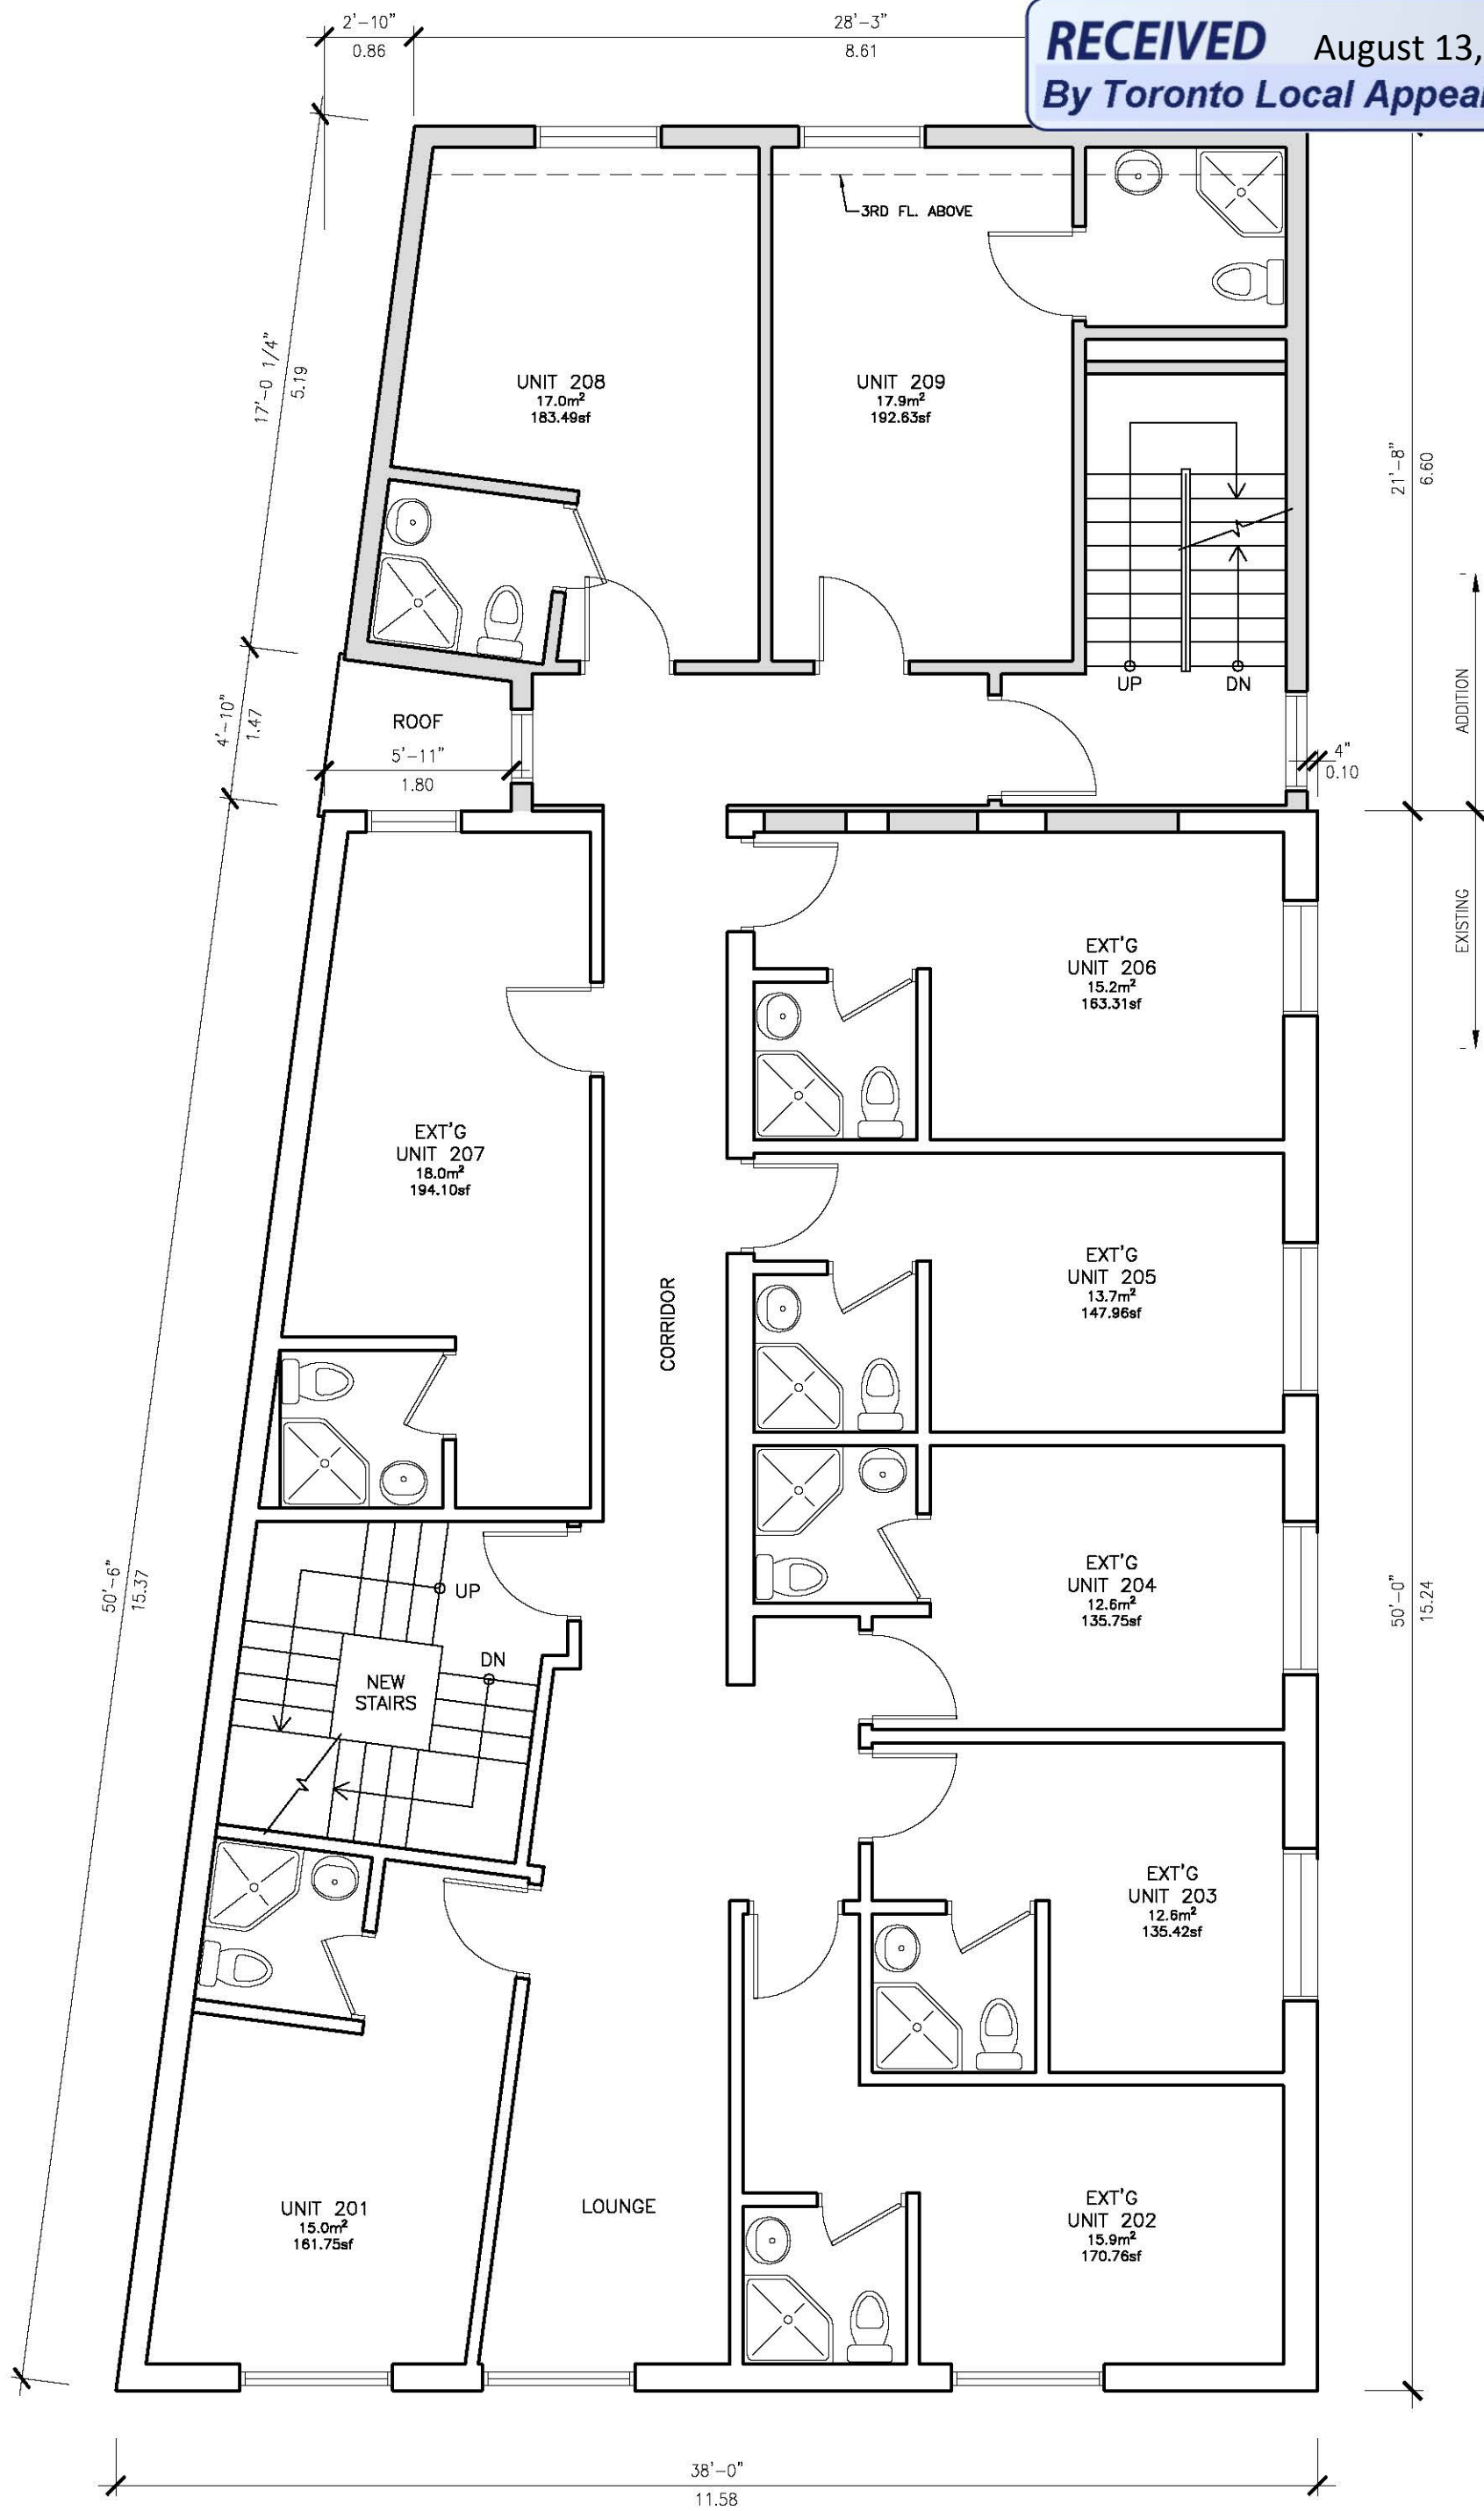 2'-10"
0.86
28'-3"
8.61
RECEIVED August 13,
By Toronto Local Appeal
3RD FL. ABOVE
17'-0 1/4"
5.19
UNIT 208
17.0m²
183.49sf
UNIT 209
17.9m²
192.63sf
21'-8"
6.60
UP
DN
ADDITION
4'-10"
1.47
ROOF
5'-11"
1.80
4"
0.10
EXISTING
EXT'G
UNIT 206
15.2m²
163.31sf
EXT'G
UNIT 207
18.0m²
194.10sf
CORRIDOR
EXT'G
UNIT 205
13.7m²
147.96sf
50'-6"
15.37
UP
DN
NEW
STAIRS
EXT'G
UNIT 204
12.6m²
135.75sf
50'-0"
15.24
EXT'G
UNIT 203
12.6m²
135.42sf
UNIT 201
15.0m²
161.75sf
LOUNGE
EXT'G
UNIT 202
15.9m²
170.76sf
38'-0"
11.58